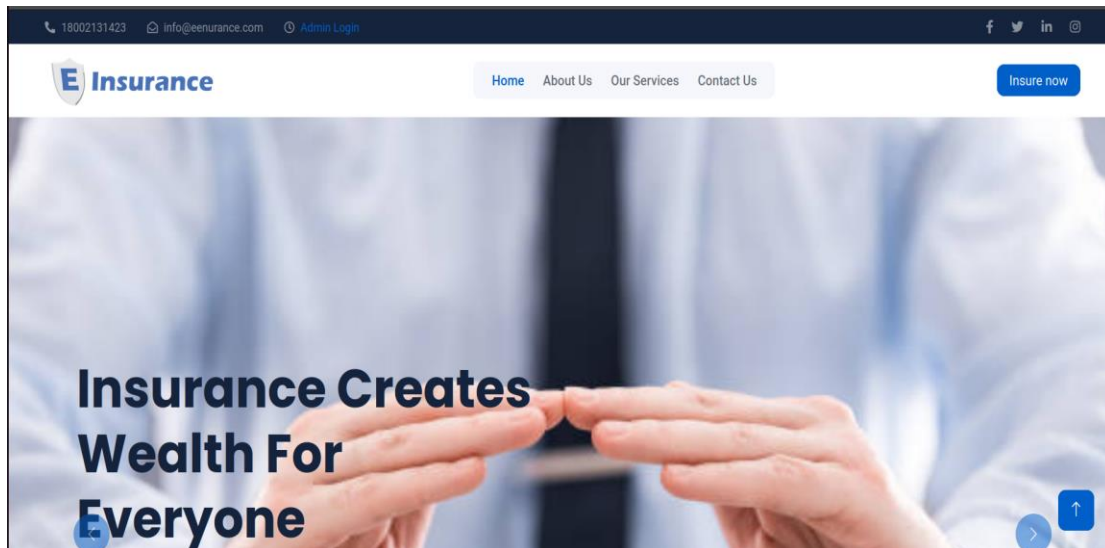 18002131423 info@eenurance.com Admin Login
E Insurance
Home About Us Our Services Contact Us
Insure now
Insurance Creates
Wealth For
Everyone